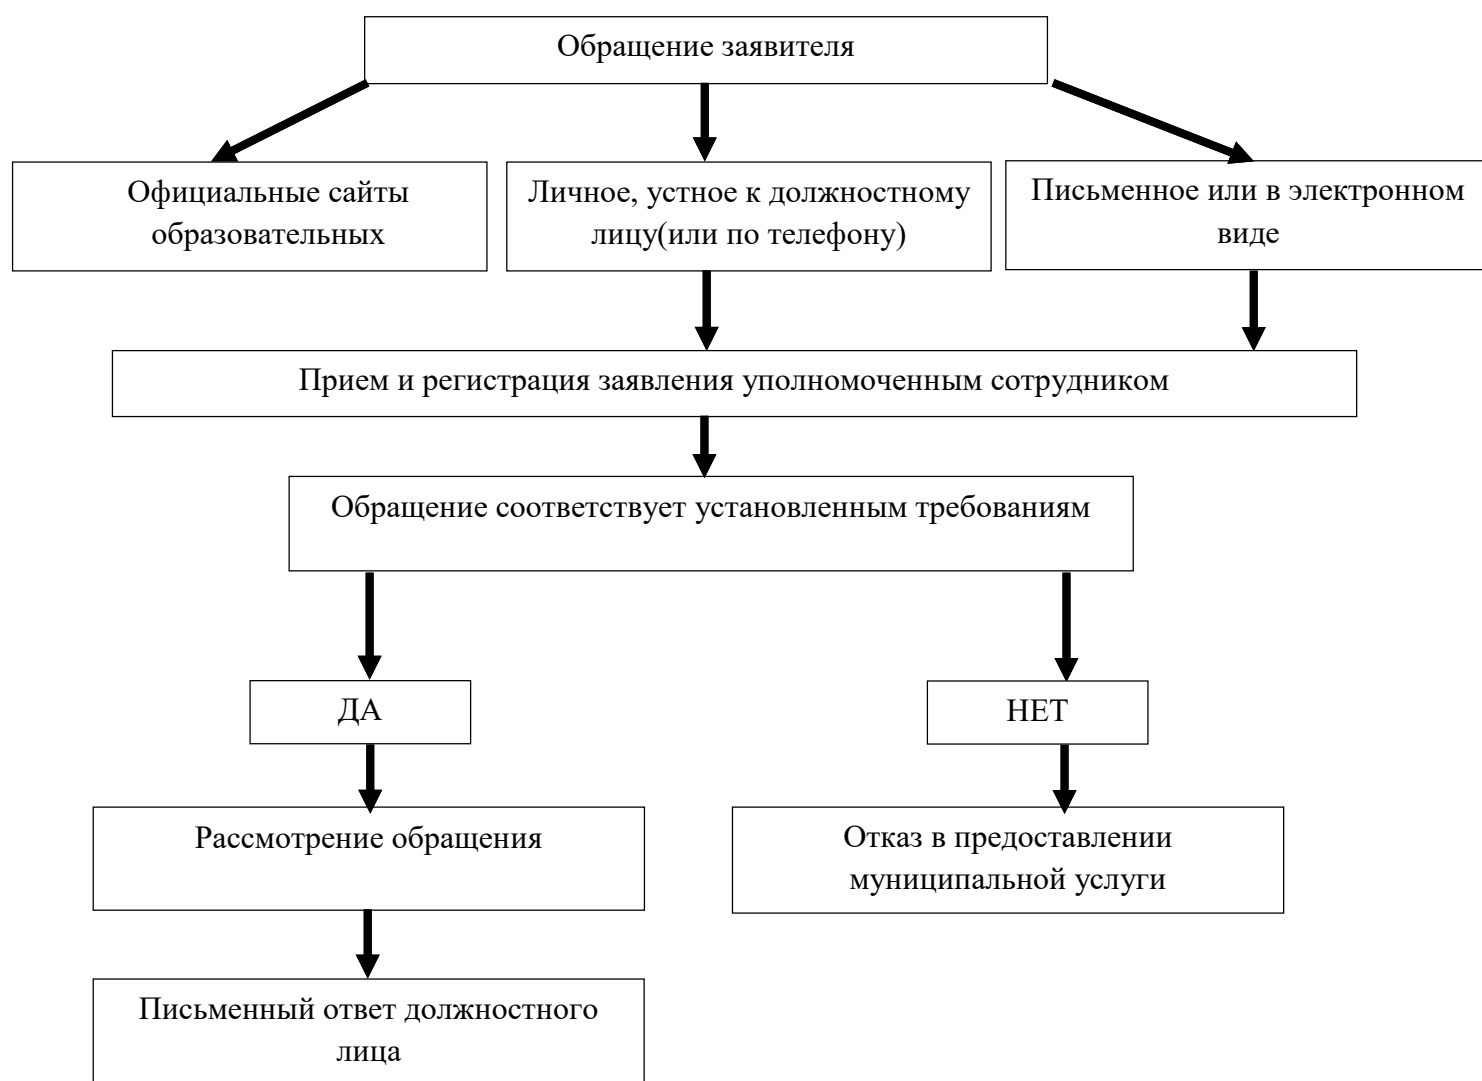 Обращение заявителя
Официальные сайты
образовательных
Личное, устное к должностному
лицу(или по телефону)
Письменное или в электронном
виде
Прием и регистрация заявления уполномоченным сотрудником
Обращение соответствует установленным требованиям
ДА
НЕТ
Рассмотрение обращения
Отказ в предоставлении
муниципальной услуги
Письменный ответ должностного
лица